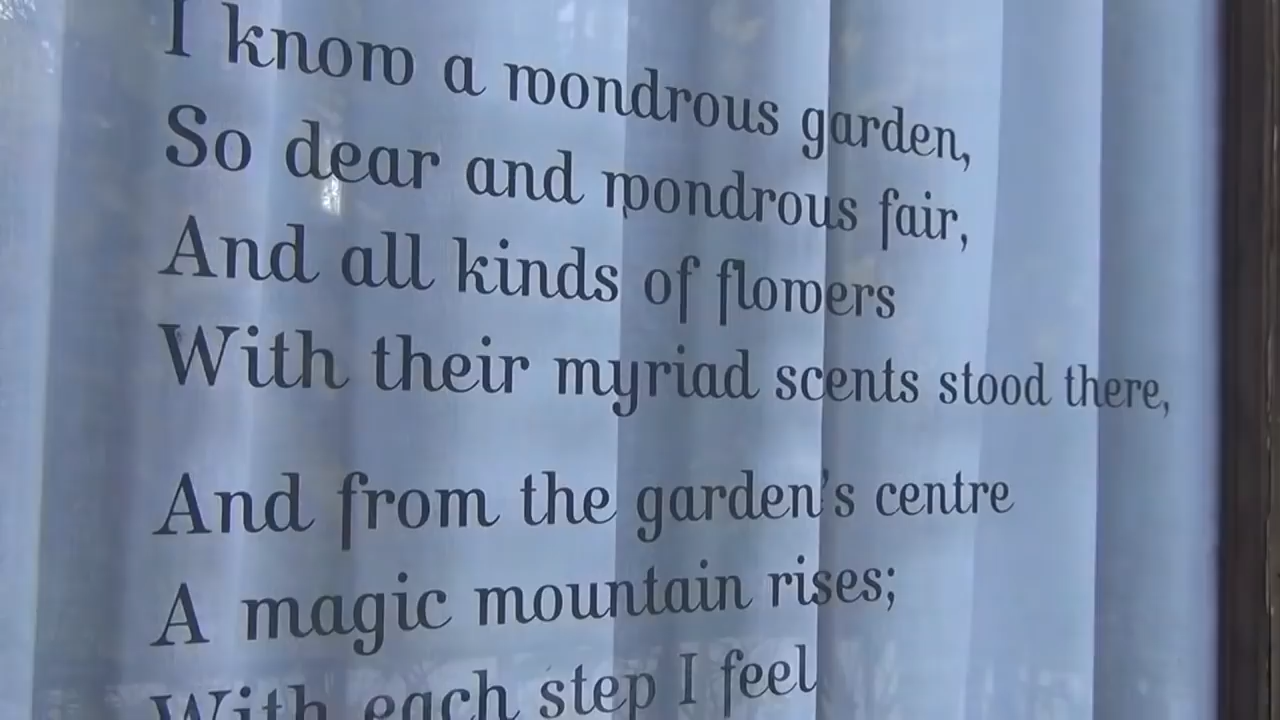 I know a wondrous garden,
So dear and wondrous fair,
And all kinds of flowers
With their myriad scents stood there,
And from the garden's centre
A magic mountain rises;
With each step I feel